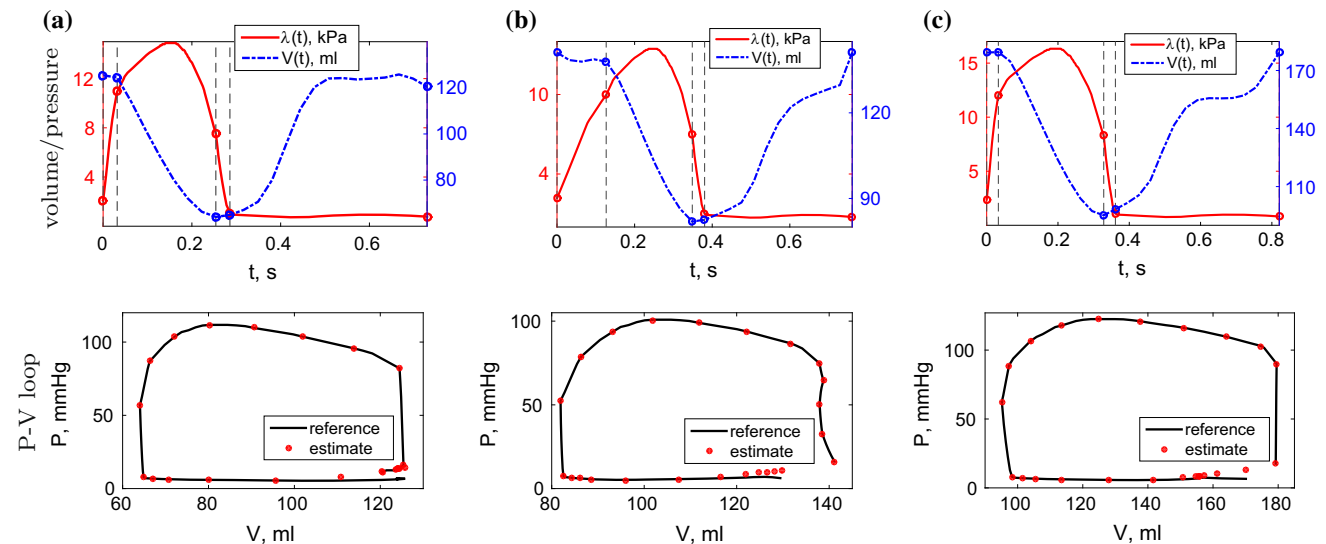 (a)
(b)
(c)
volume/pressure
λ(t), kPa
V(t), ml
12
8
4
120
100
80
0
0.2
0.4
0.6
t, s
λ(t), kPa
V(t), ml
10
4
120
90
0
0.2
0.4
0.6
t, s
λ(t), kPa
V(t), ml
15
10
5
170
140
110
0
0.2
0.4
0.6
0.8
t, s
P-V loop
P, mmHg
100
50
0
reference
estimate
60
80
100
120
V, ml
P, mmHg
100
50
0
reference
estimate
80
100
120
140
V, ml
P, mmHg
100
50
0
reference
estimate
100
120
140
160
180
V, ml